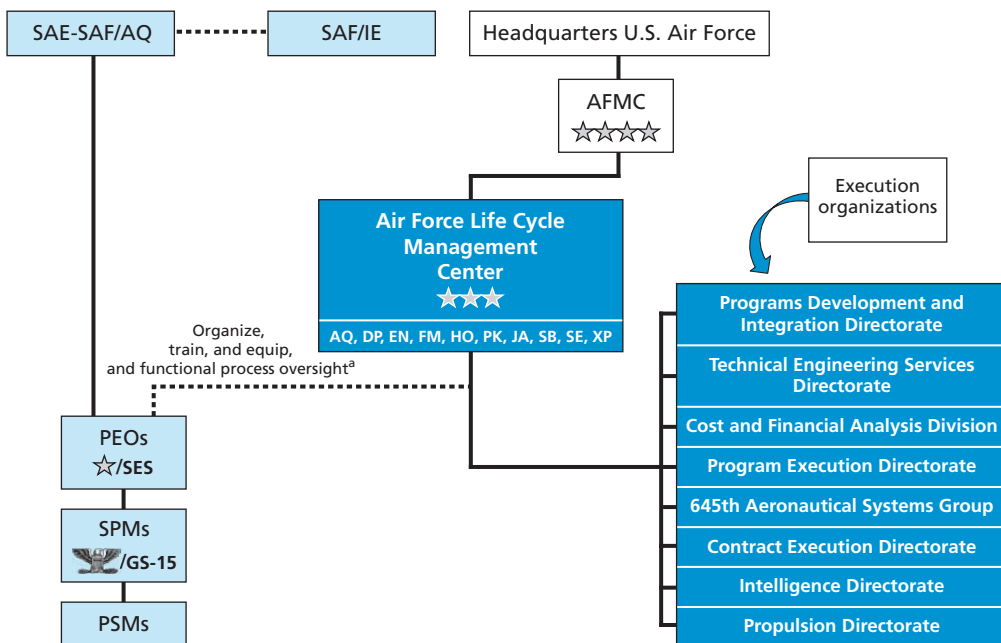 SAE-SAF/AQ
SAF/IE
Headquarters U.S. Air Force
AFMC
Execution
organizations
Air Force Life Cycle
Management
Center
AQ, DP, EN, FM, HO, PK, JA, SB, SE, XP
Organize,
train, and equip,
and functional process oversightᵃ
Programs Development and
Integration Directorate
Technical Engineering Services
Directorate
Cost and Financial Analysis Division
Program Execution Directorate
645th Aeronautical Systems Group
Contract Execution Directorate
Intelligence Directorate
Propulsion Directorate
PEOs
/SES
SPMs
/GS-15
PSMs